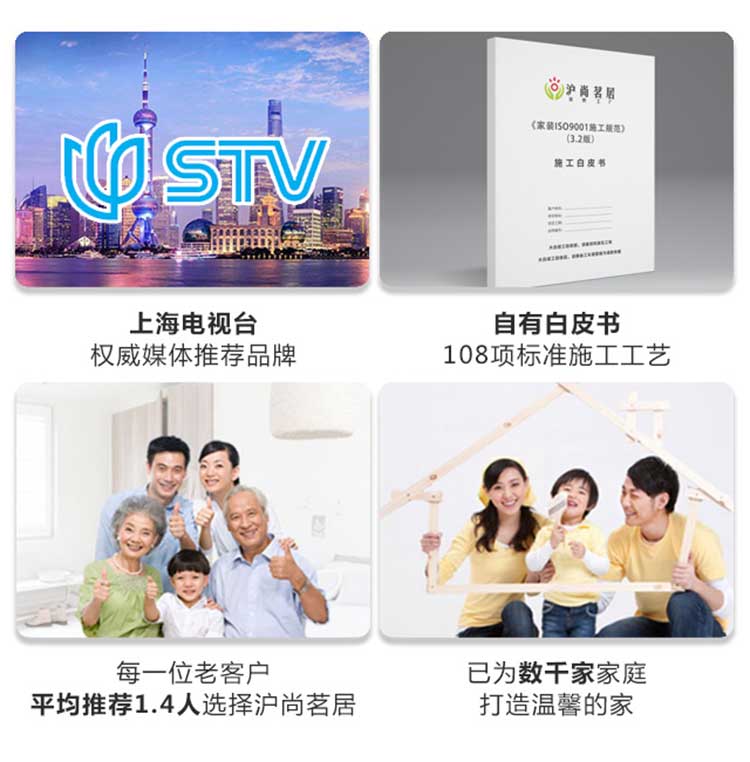 STV
沪尚茗居
《家装ISO9001施工规范》
(3.2版)
施工白皮书
上海电视台
权威媒体推荐品牌
自有白皮书
108项标准施工工艺
每一位老客户
平均推荐1.4人选择沪尚茗居
已为数千家家庭
打造温馨的家